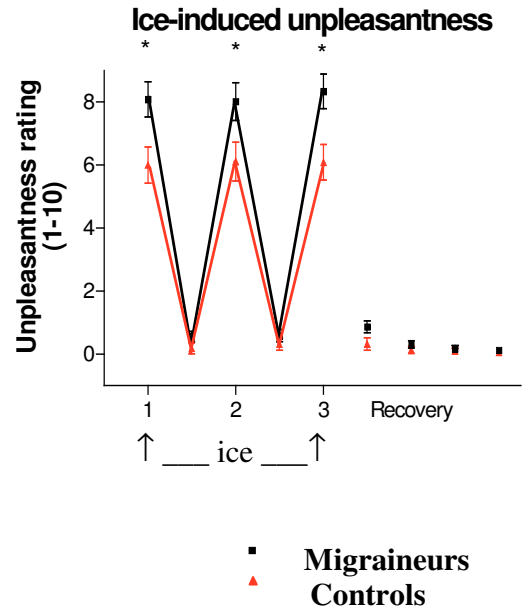 Ice-induced unpleasantness
* * *
Unpleasantness rating
(1-10)
8
6
4
2
0
1 2 3 Recovery
↑ ___ ice ___↑
Migraineurs
Controls